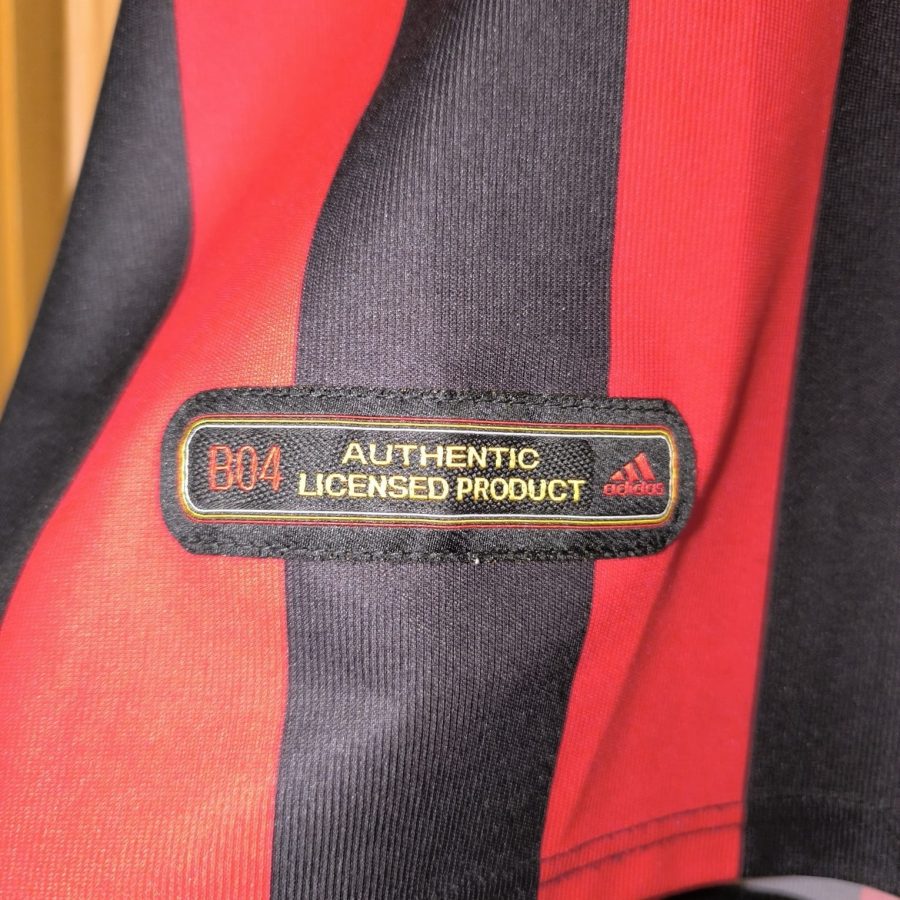 B04
AUTHENTIC
LICENSED PRODUCT
adidas